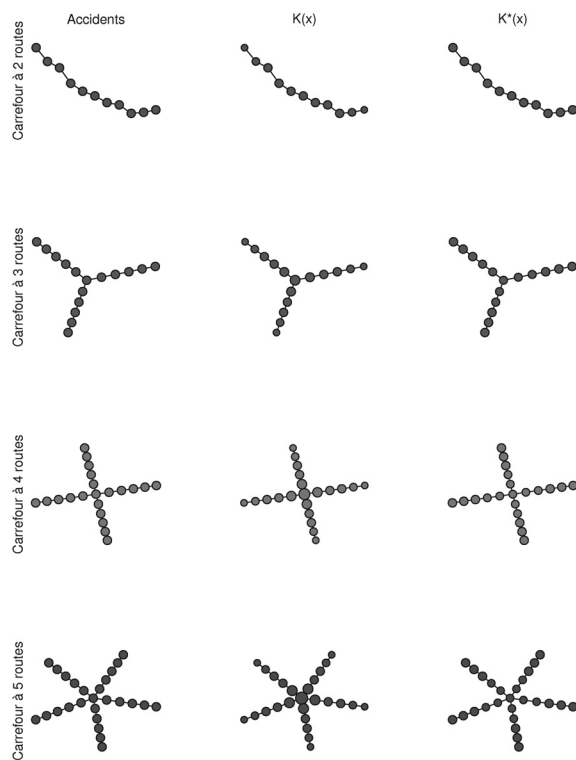 Accidents
K(x)
K*(x)
Carrefour à 2 routes
Carrefour à 3 routes
Carrefour à 4 routes
Carrefour à 5 routes